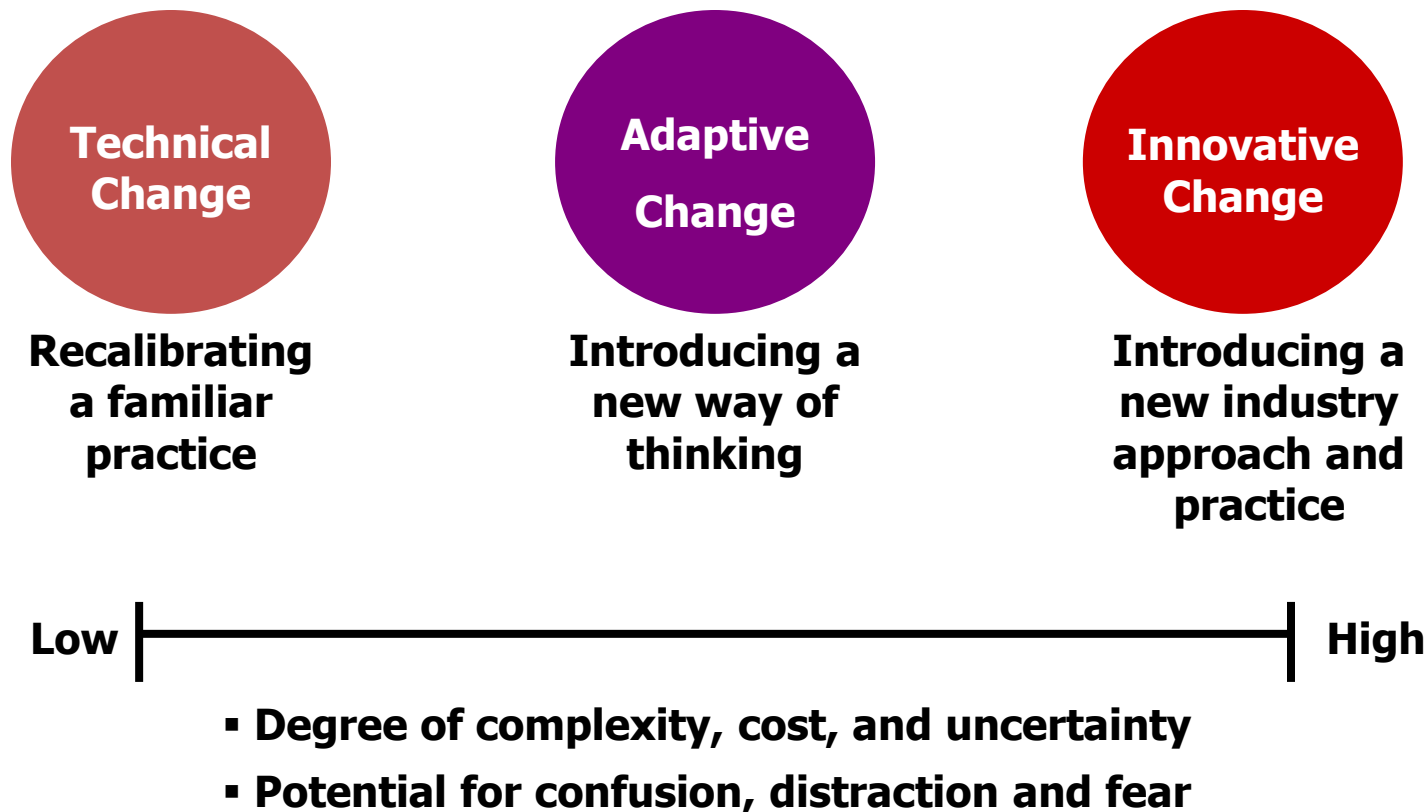 Technical
Change
Adaptive
Change
Innovative
Change
Recalibrating
a familiar
practice
Introducing a
new way of
thinking
Introducing a
new industry
approach and
practice
Low
High
▪ Degree of complexity, cost, and uncertainty
▪ Potential for confusion, distraction and fear